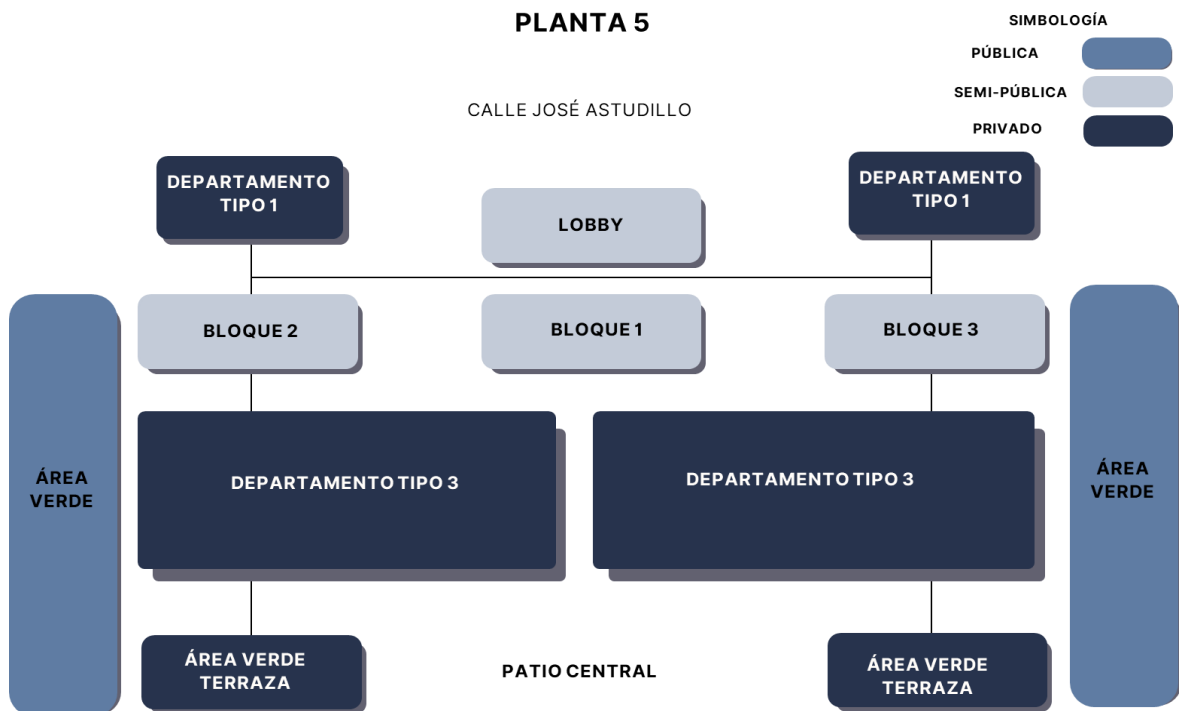 PLANTA 5
SIMBOLOGÍA
PÚBLICA
SEMI-PÚBLICA
PRIVADO
CALLE JOSÉ ASTUDILLO
DEPARTAMENTO
TIPO 1
LOBBY
DEPARTAMENTO
TIPO 1
BLOQUE 2
BLOQUE 1
BLOQUE 3
ÁREA
VERDE
DEPARTAMENTO TIPO 3
DEPARTAMENTO TIPO 3
ÁREA
VERDE
ÁREA VERDE
TERRAZA
PATIO CENTRAL
ÁREA VERDE
TERRAZA